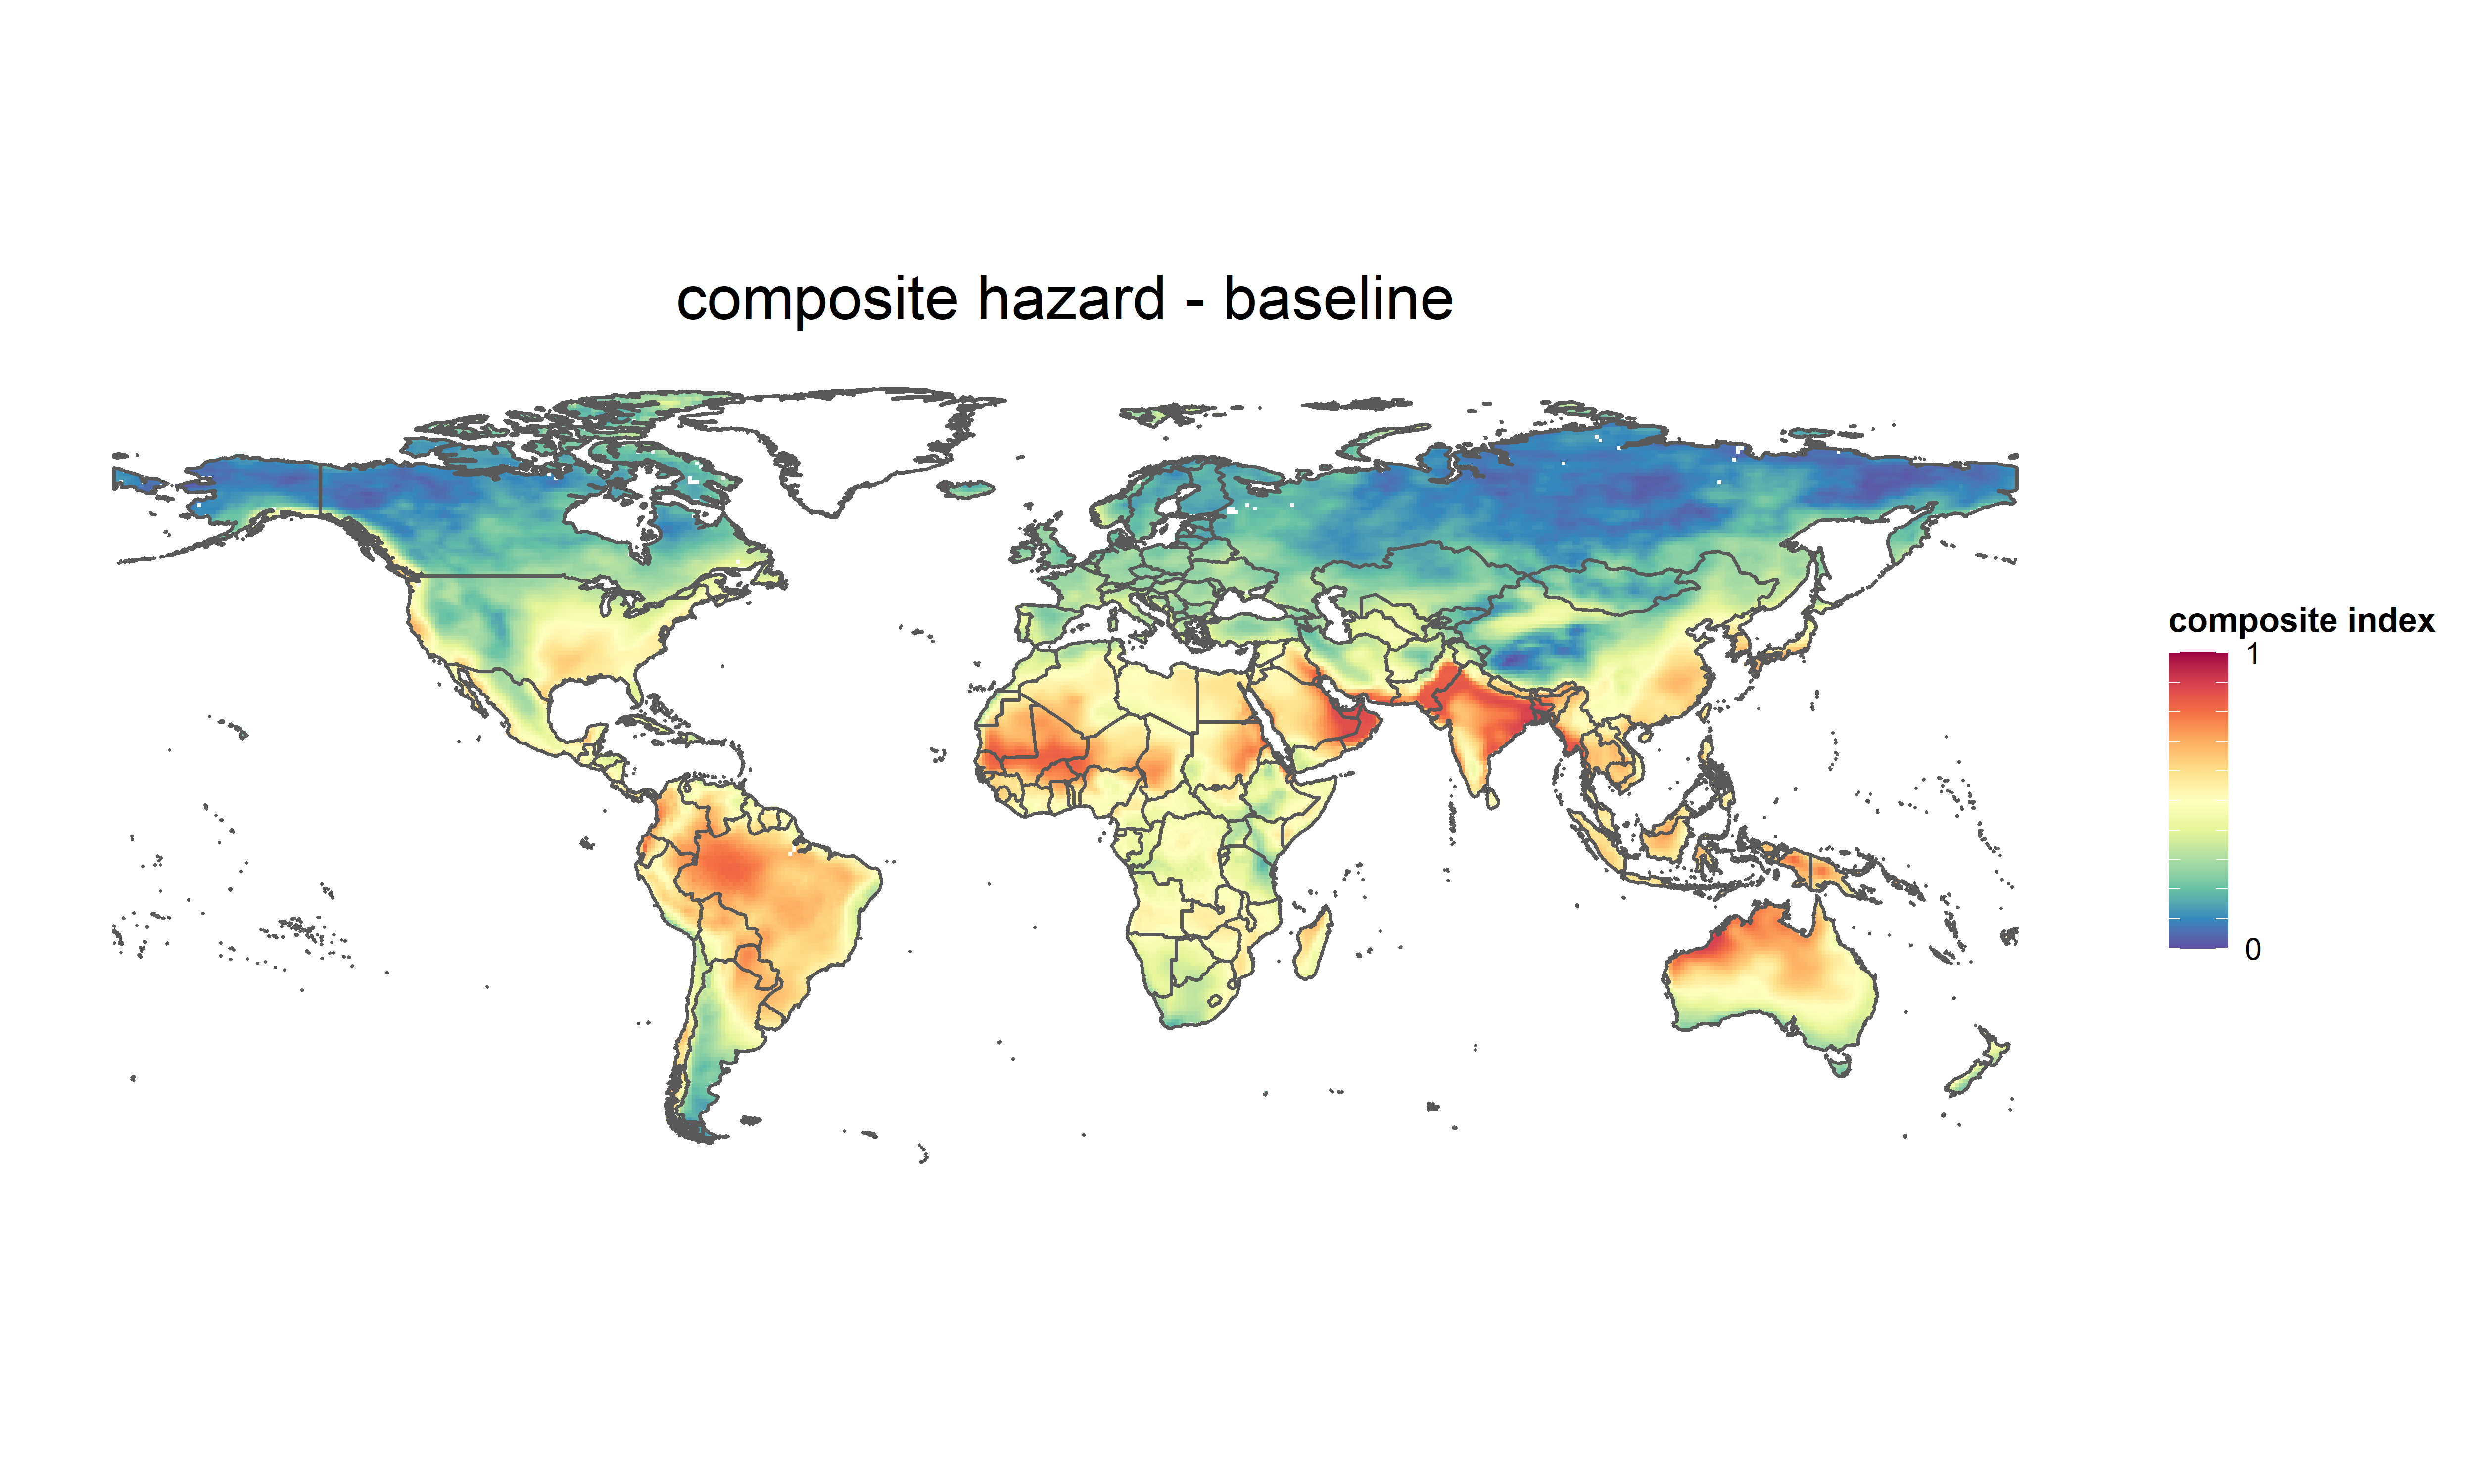 composite hazard - baseline
composite index
1
0